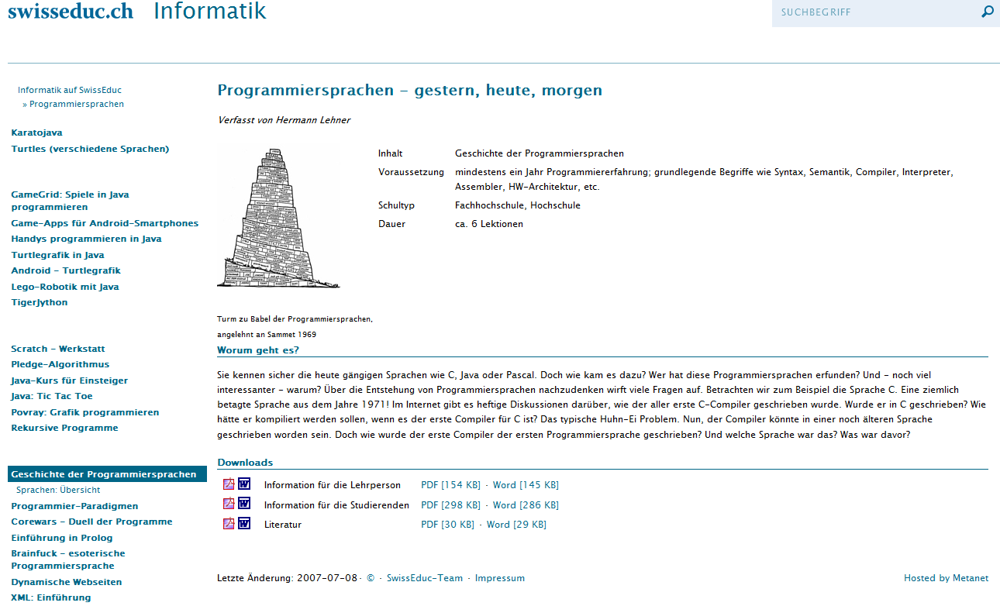 swisseduc.ch Informatik
SUCHBEGRIFF
Informatik auf SwissEduc
» Programmiersprachen
Karatojava
Turtles (verschiedene Sprachen)
GameGrid: Spiele in Java
programmieren
Game-Apps für Android-Smartphones
Handys programmieren in Java
Turtlegrafik in Java
Android - Turtlegrafik
Lego-Robotik mit Java
TigerJython
Scratch - Werkstatt
Pledge-Algorithmus
Java-Kurs für Einsteiger
Java: Tic Tac Toe
Povray: Grafik programmieren
Rekursive Programme
Geschichte der Programmiersprachen
Sprachen: Übersicht
Programmier-Paradigmen
Corewars - Duell der Programme
Einführung in Prolog
Brainfuck - esoterische
Programmiersprache
Dynamische Webseiten
XML: Einführung
Programmiersprachen - gestern, heute, morgen
Verfasst von Hermann Lehner
Inhalt Geschichte der Programmiersprachen
Voraussetzung mindestens ein Jahr Programmiererfahrung; grundlegende Begriffe wie Syntax, Semantik, Compiler, Interpreter,
Assembler, HW-Architektur, etc.
Schultyp Fachhochschule, Hochschule
Dauer ca. 6 Lektionen
Turm zu Babel der Programmiersprachen,
angelehnt an Sammet 1969
Worum geht es?
Sie kennen sicher die heute gängigen Sprachen wie C, Java oder Pascal. Doch wie kam es dazu? Wer hat diese Programmiersprachen erfunden? Und - noch viel
interessanter - warum? Über die Entstehung von Programmiersprachen nachzudenken wirft viele Fragen auf. Betrachten wir zum Beispiel die Sprache C. Eine ziemlich
betagte Sprache aus dem Jahre 1971! Im Internet gibt es heftige Diskussionen darüber, wie der aller erste C-Compiler geschrieben wurde. Wurde er in C geschrieben? Wie
hätte er kompiliert werden sollen, wenn es der erste Compiler für C ist? Das typische Huhn-Ei Problem. Nun, der Compiler könnte in einer noch älteren Sprache
geschrieben worden sein. Doch wie wurde der erste Compiler der ersten Programmiersprache geschrieben? Und welche Sprache war das? Was war davor?
Downloads
Information für die Lehrperson PDF [154 KB] · Word [145 KB]
Information für die Studierenden PDF [298 KB] · Word [286 KB]
Literatur PDF [30 KB] · Word [29 KB]
Letzte Änderung: 2007-07-08 · © · SwissEduc-Team · Impressum
Hosted by Metanet